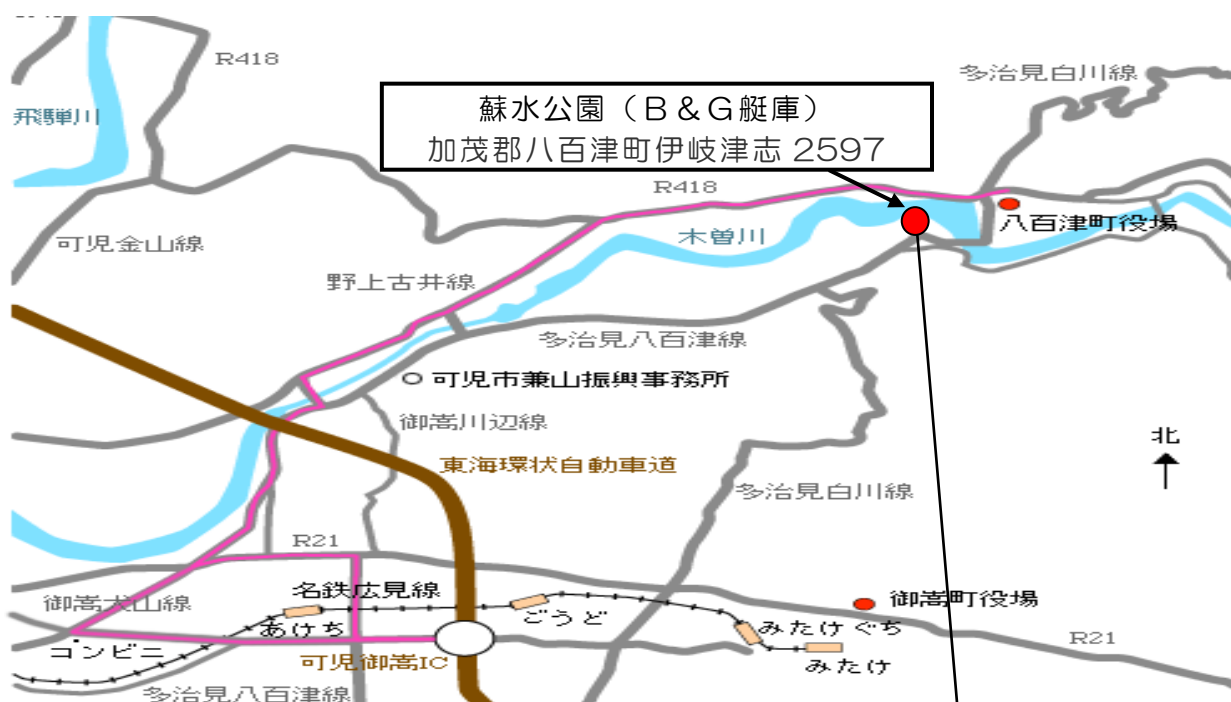 R418
多治見白川線
飛騨川
蘇水公園（B＆G艇庫）
加茂郡八百津町伊岐津志 2597
R418
八百津町役場
木曽川
可児金山線
野上古井線
多治見八百津線
可児市兼山振興事務所
御嵩川辺線
北
東海環状自動車道
多治見白川線
R21
名鉄広見線
御嵩犬山線
あけち
ごうど
御嵩町役場
みたけぐち
R21
コンビニ
可児御嵩IC
みたけ
多治見八百津線